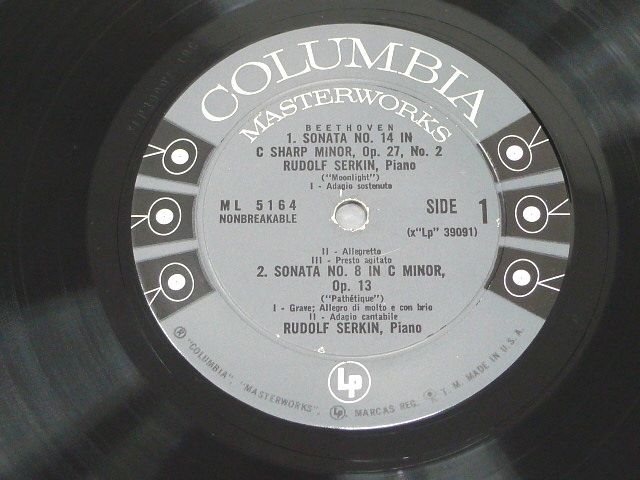 COLUMBIA
MASTERWORKS
BEETHOVEN
1. SONATA NO. 14 IN
C SHARP MINOR, Op. 27, No. 2
RUDOLF SERKIN, Piano
("Moonlight")
I - Adagio sostenuto
ML 5164
NONBREAKABLE
SIDE 1
(x"Lp" 39091)
II - Allegretto
III - Presto agitato
2. SONATA NO. 8 IN C MINOR,
Op. 13
("Pathétique")
I - Grave; Allegro di molto e con brio
II - Adagio cantabile
RUDOLF SERKIN, Piano
Lp
® "COLUMBIA", "MASTERWORKS", Lp MARCAS REG. T. M. MADE IN U.S.A.